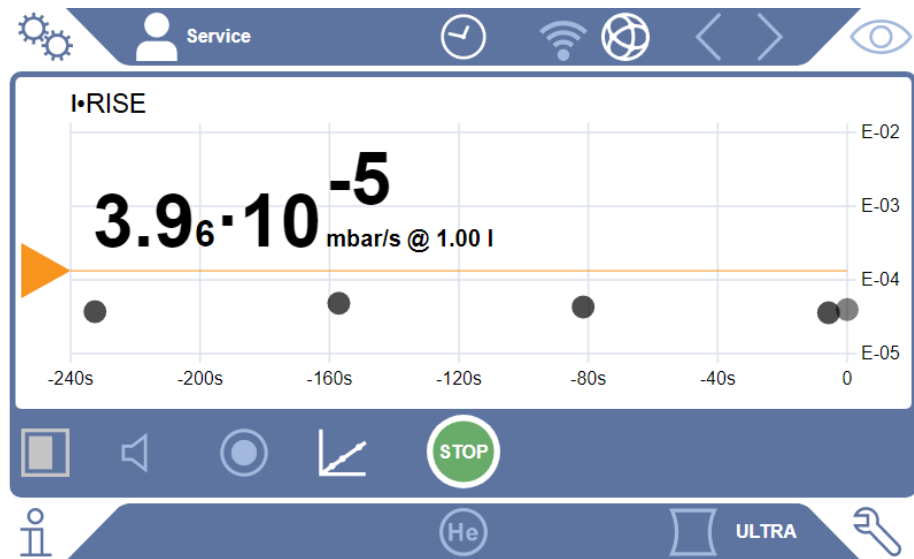 Service
I•RISE
E-02
3.96·10-5
mbar/s @ 1.00 l
E-03
E-04
E-05
-240s -200s -160s -120s -80s -40s 0
STOP
He
ULTRA